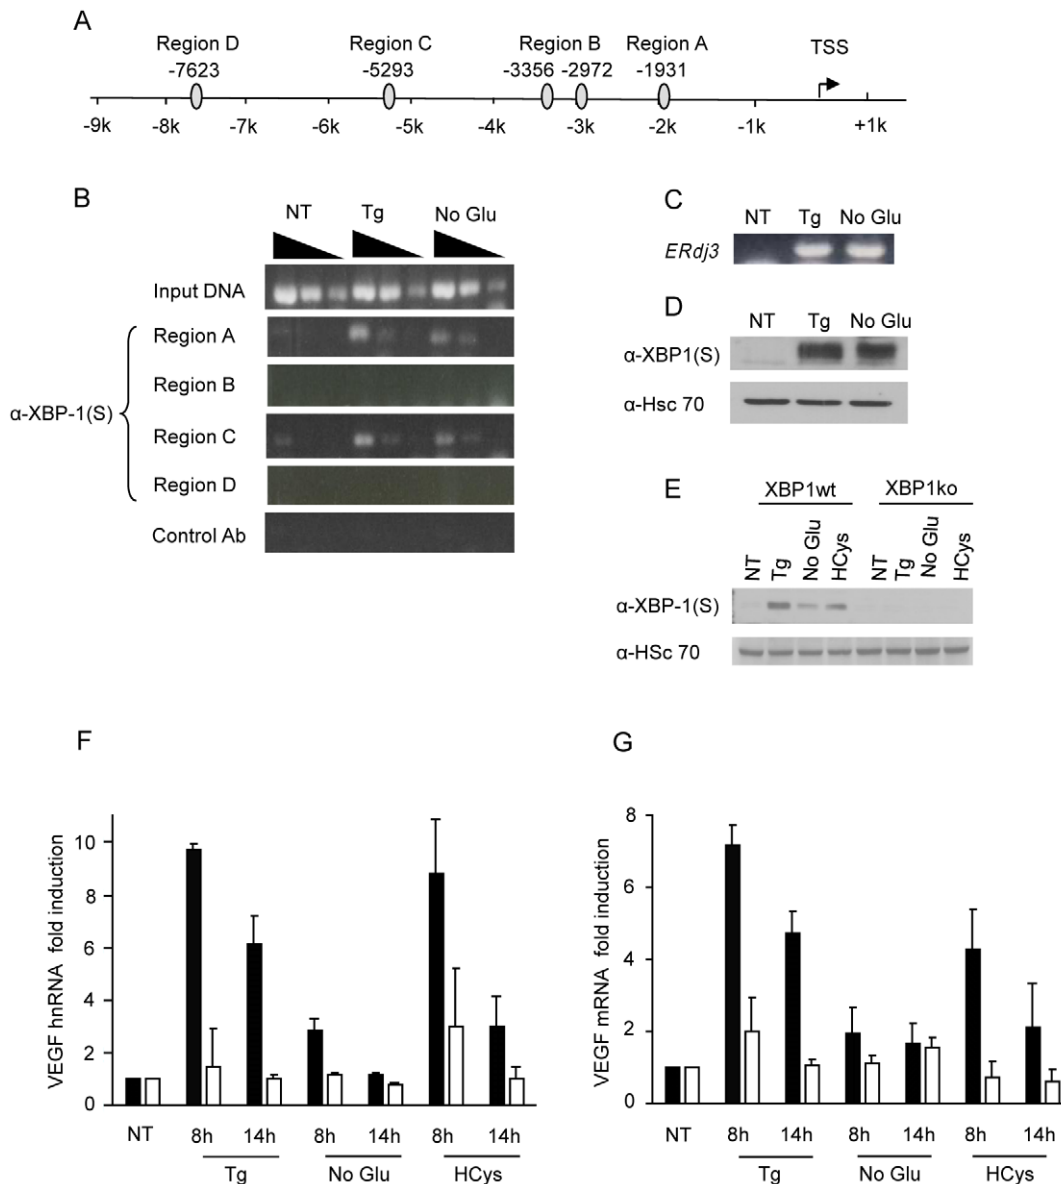 A
Region D Region C Region B Region A TSS
-7623 -5293 -3356 -2972 -1931
-9k -8k -7k -6k -5k -4k -3k -2k -1k +1k
B
NT Tg No Glu
Input DNA
Region A
Region B
α-XBP-1(S)
Region C
Region D
Control Ab
C
NT Tg No Glu
ERdj3
D
NT Tg No Glu
α-XBP1(S)
α-Hsc 70
E
XBP1wt XBP1ko
NT Tg No Glu HCys NT Tg No Glu HCys
α-XBP-1(S)
α-HSc 70
F
VEGF hnRNA fold induction
10
8
6
4
2
0
NT 8h 14h 8h 14h 8h 14h
Tg No Glu HCys
G
VEGF mRNA fold induction
8
6
4
2
0
NT 8h 14h 8h 14h 8h 14h
Tg No Glu HCys